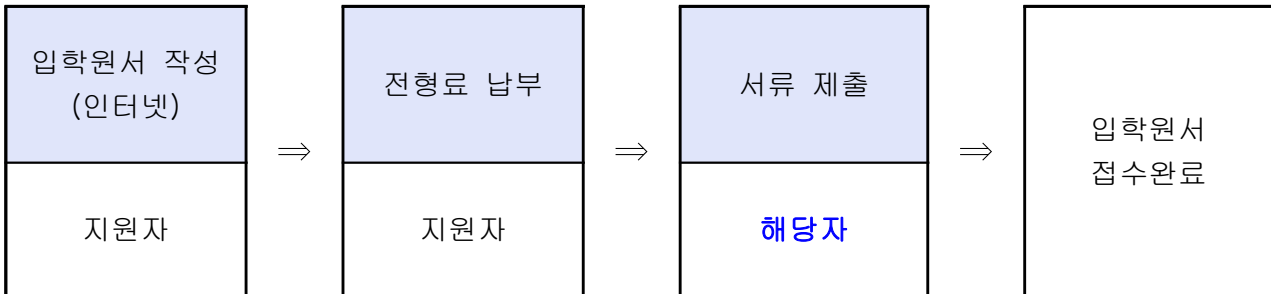 입학원서 작성
(인터넷)
지원자
⇒
전형료 납부
지원자
⇒
서류 제출
해당자
⇒
입학원서
접수완료